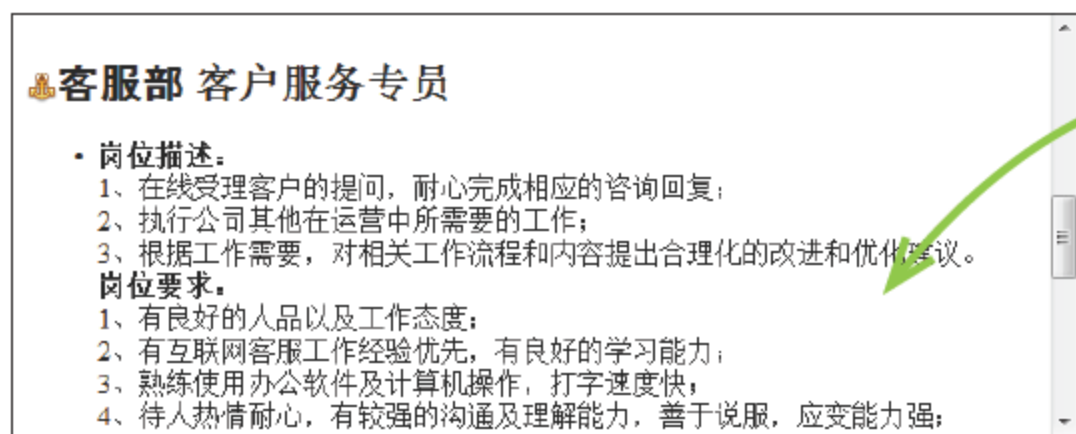 客服部 客户服务专员
• 岗位描述：
1、在线受理客户的提问，耐心完成相应的咨询回复；
2、执行公司其他在运营中所需要的工作；
3、根据工作需要，对相关工作流程和内容提出合理化的改进和优化建议。
岗位要求：
1、有良好的人品以及工作态度；
2、有互联网客服工作经验优先，有良好的学习能力；
3、熟练使用办公软件及计算机操作，打字速度快；
4、待人热情耐心，有较强的沟通及理解能力，善于说服，应变能力强；